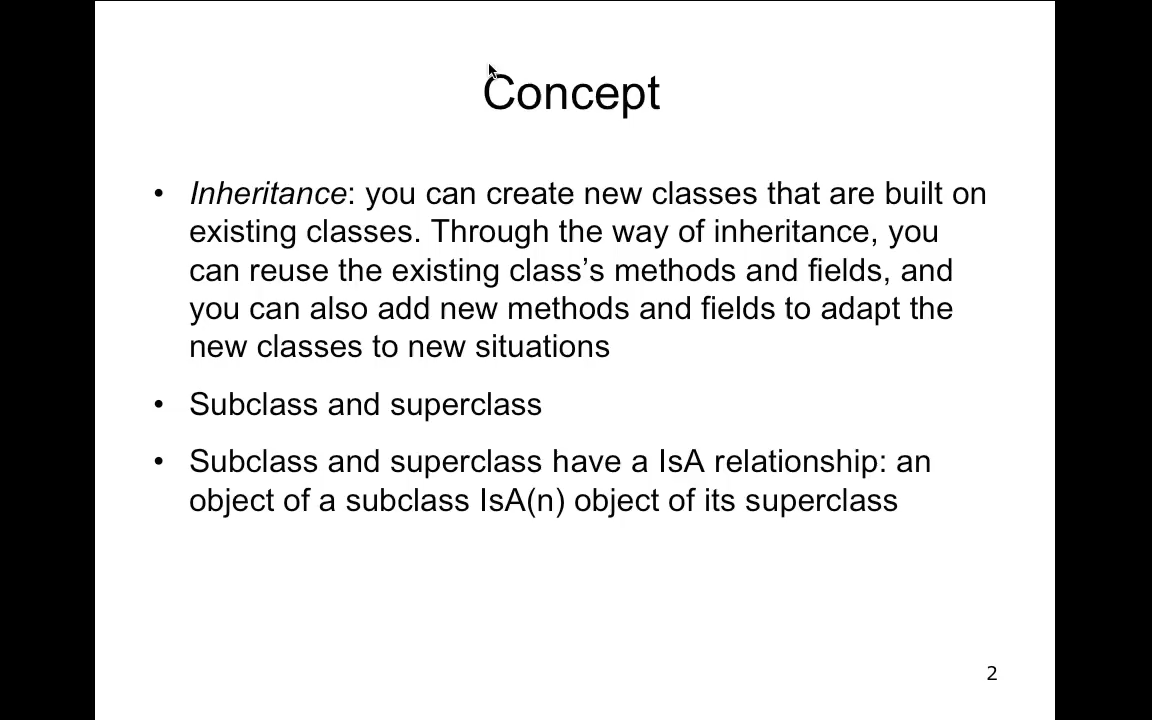 Concept
• Inheritance: you can create new classes that are built on
existing classes. Through the way of inheritance, you
can reuse the existing class’s methods and fields, and
you can also add new methods and fields to adapt the
new classes to new situations
• Subclass and superclass
• Subclass and superclass have a IsA relationship: an
object of a subclass IsA(n) object of its superclass
2